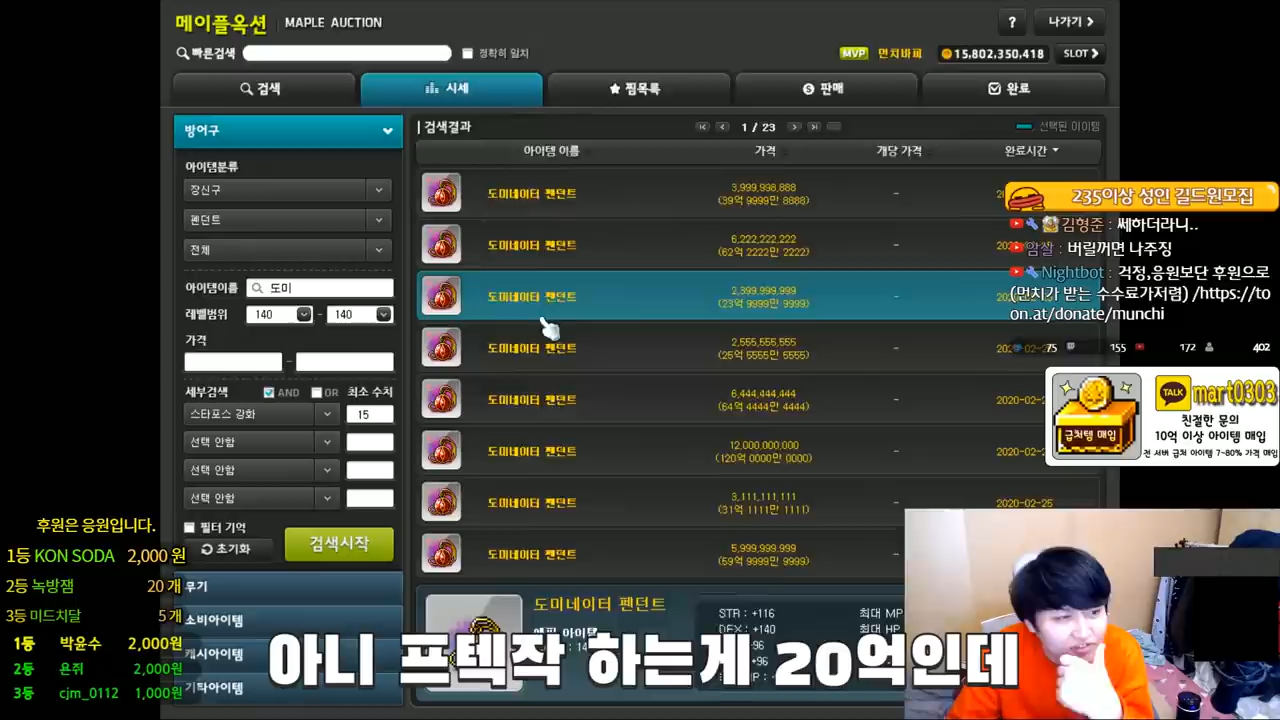 메이플옥션 MAPLE AUCTION
? 나가기
빠른검색 정확히 일치
MVP 먼치바찌 15,802,350,418 SLOT
검색 시세 찜목록 판매 완료
방어구
아이템분류
장신구
펜던트
전체
아이템이름 도미
레벨범위 140 - 140
가격
-
세부검색 AND OR 최소 수치
스타포스 강화 15
선택 안함
선택 안함
선택 안함
필터 기억
초기화
검색시작
무기
소비아이템
캐시아이템
기타아이템
검색결과 1 / 23 선택된 아이템
아이템 이름 가격 개당 가격 완료시간
도미네이터 펜던트 3,999,998,888 -
(39억 9999만 8888)
도미네이터 펜던트 6,222,222,222 -
(62억 2222만 2222)
도미네이터 펜던트 2,399,999,999 -
(23억 9999만 9999)
도미네이터 펜던트 2,555,555,555 -
(25억 5555만 5555)
도미네이터 펜던트 6,444,444,444 - 2020-02-2
(64억 4444만 4444)
도미네이터 펜던트 12,000,000,000 - 2020-02-2
(120억 0000만 0000)
도미네이터 펜던트 3,111,111,111 - 2020-02-25
(31억 1111만 1111)
도미네이터 펜던트 5,999,999,999 -
(59억 9999만 9999)
도미네이터 펜던트
STR : +116 최대 MP
DEX : +140 최대 HP
235이상 성인 길드원모집
김형준 : 쎄하더라니..
암살 : 버릴꺼면 나주징
Nightbot : 걱정,응원보단 후원으로
(먼치가 받는 수수료가저렴) /https://to
on.at/donate/munchi
75 155 172 402
TALK mart0303
친절한 문의
10억 이상 아이템 매입
전 서버 급처 아이템 7~80% 가격 매입
급처템 매입
후원은 응원입니다.
1등 KON SODA 2,000 원
2등 녹방잼 20 개
3등 미드치달 5 개
1등 박윤수 2,000원
2등 욘쥐 2,000원
3등 cjm_0112 1,000원
아니 프텍작 하는게 20억인데